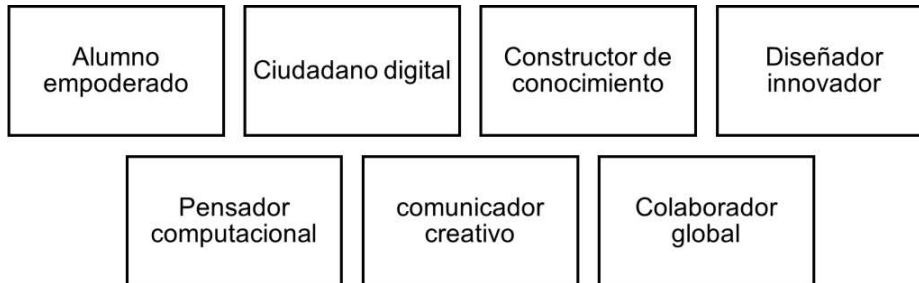 Alumno
empoderado
Ciudadano digital
Constructor de
conocimiento
Diseñador
innovador
Pensador
computacional
comunicador
creativo
Colaborador
global